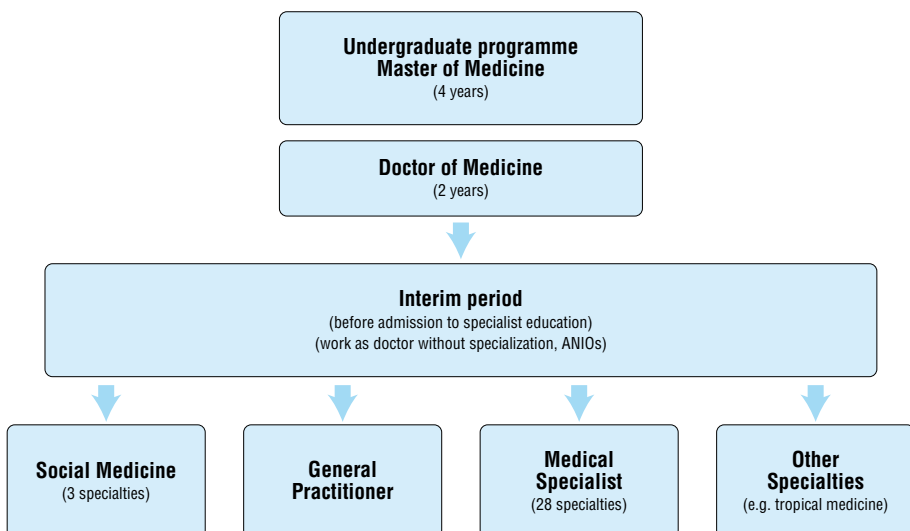 Undergraduate programme
Master of Medicine
(4 years)
Doctor of Medicine
(2 years)
Interim period
(before admission to specialist education)
(work as doctor without specialization, ANIOs)
Social Medicine
(3 specialties)
General
Practitioner
Medical
Specialist
(28 specialties)
Other
Specialties
(e.g. tropical medicine)